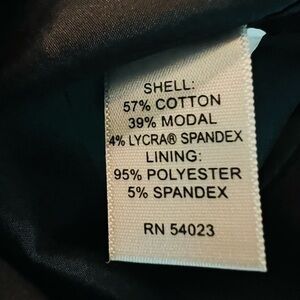 SHELL:
57% COTTON
39% MODAL
4% LYCRA® SPANDEX
LINING:
95% POLYESTER
5% SPANDEX
RN 54023